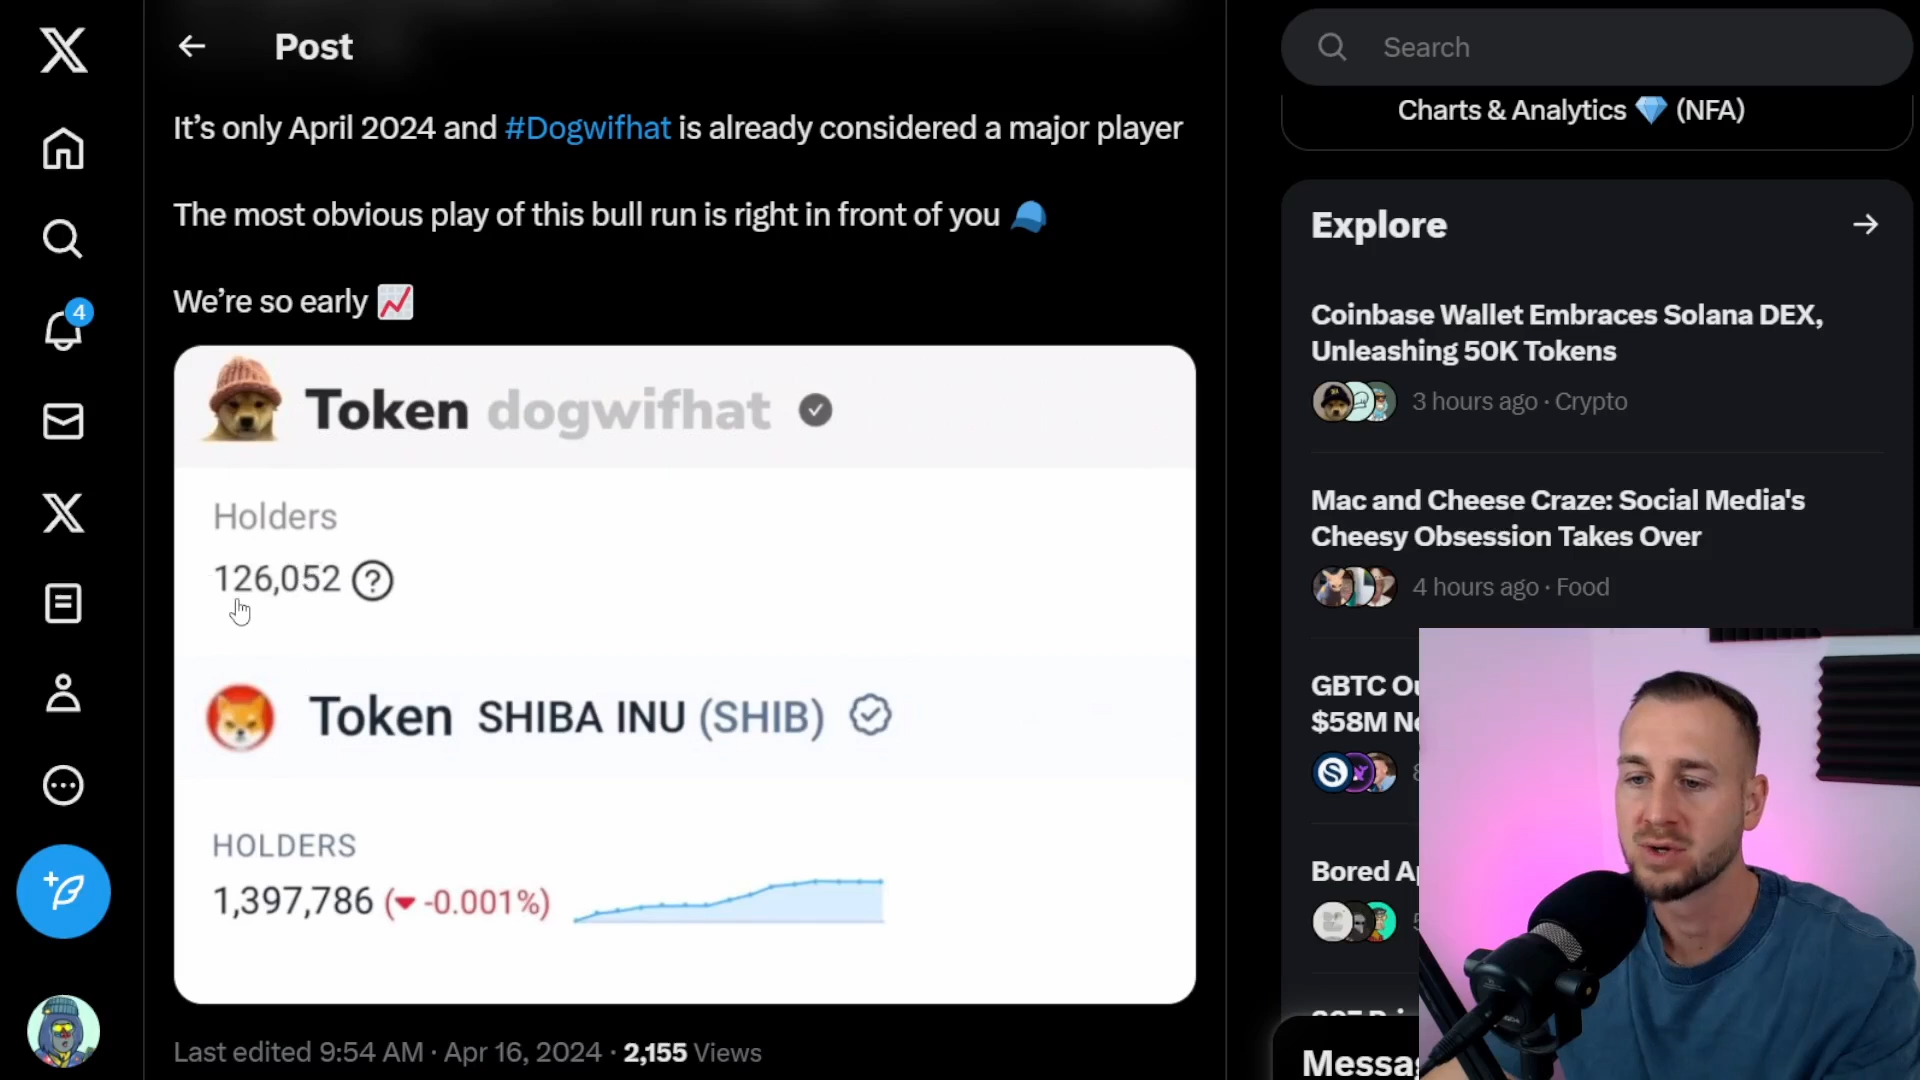 Post
It’s only April 2024 and #Dogwifhat is already considered a major player
The most obvious play of this bull run is right in front of you
We’re so early
Token dogwifhat
Holders
126,052
Token SHIBA INU (SHIB)
HOLDERS
1,397,786 (-0.001%)
Last edited 9:54 AM · Apr 16, 2024 · 2,155 Views
4
Search
Charts & Analytics 💎 (NFA)
Explore
Coinbase Wallet Embraces Solana DEX,
Unleashing 50K Tokens
3 hours ago · Crypto
Mac and Cheese Craze: Social Media's
Cheesy Obsession Takes Over
4 hours ago · Food
GBTC
$58M
Bored